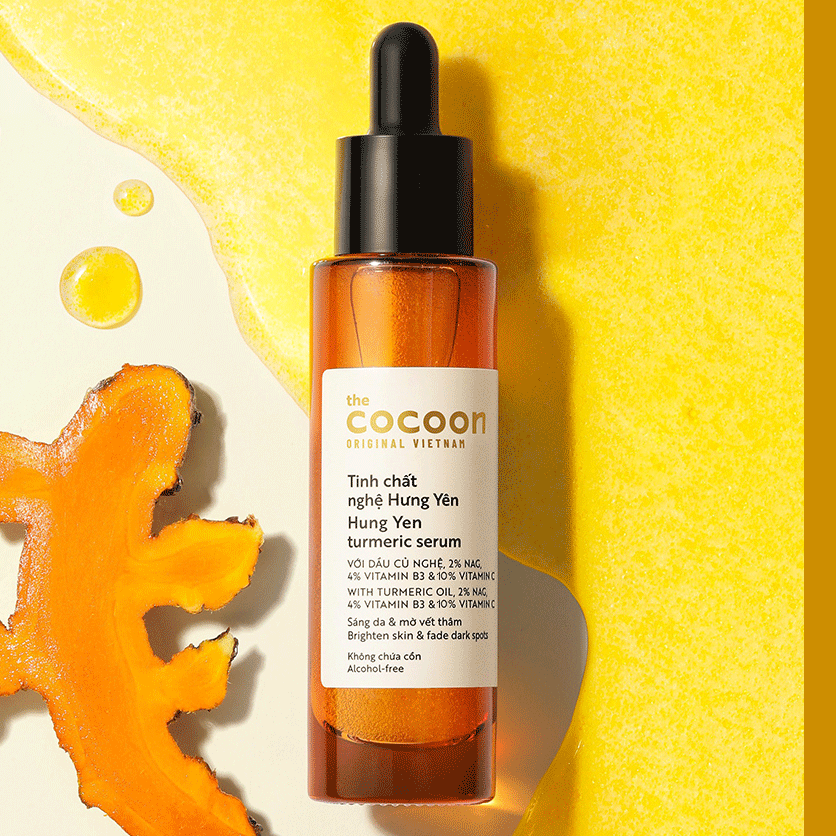 the
cocoon
ORIGINAL VIETNAM
Tinh chất
nghệ Hưng Yên
Hung Yen
turmeric serum
VỚI DẦU CỦ NGHỆ, 2% NAG,
4% VITAMIN B3 & 10% VITAMIN C
WITH TURMERIC OIL, 2% NAG,
4% VITAMIN B3 & 10% VITAMIN C
Sáng da & mờ vết thâm
Brighten skin & fade dark spots
Không chứa cồn
Alcohol-free